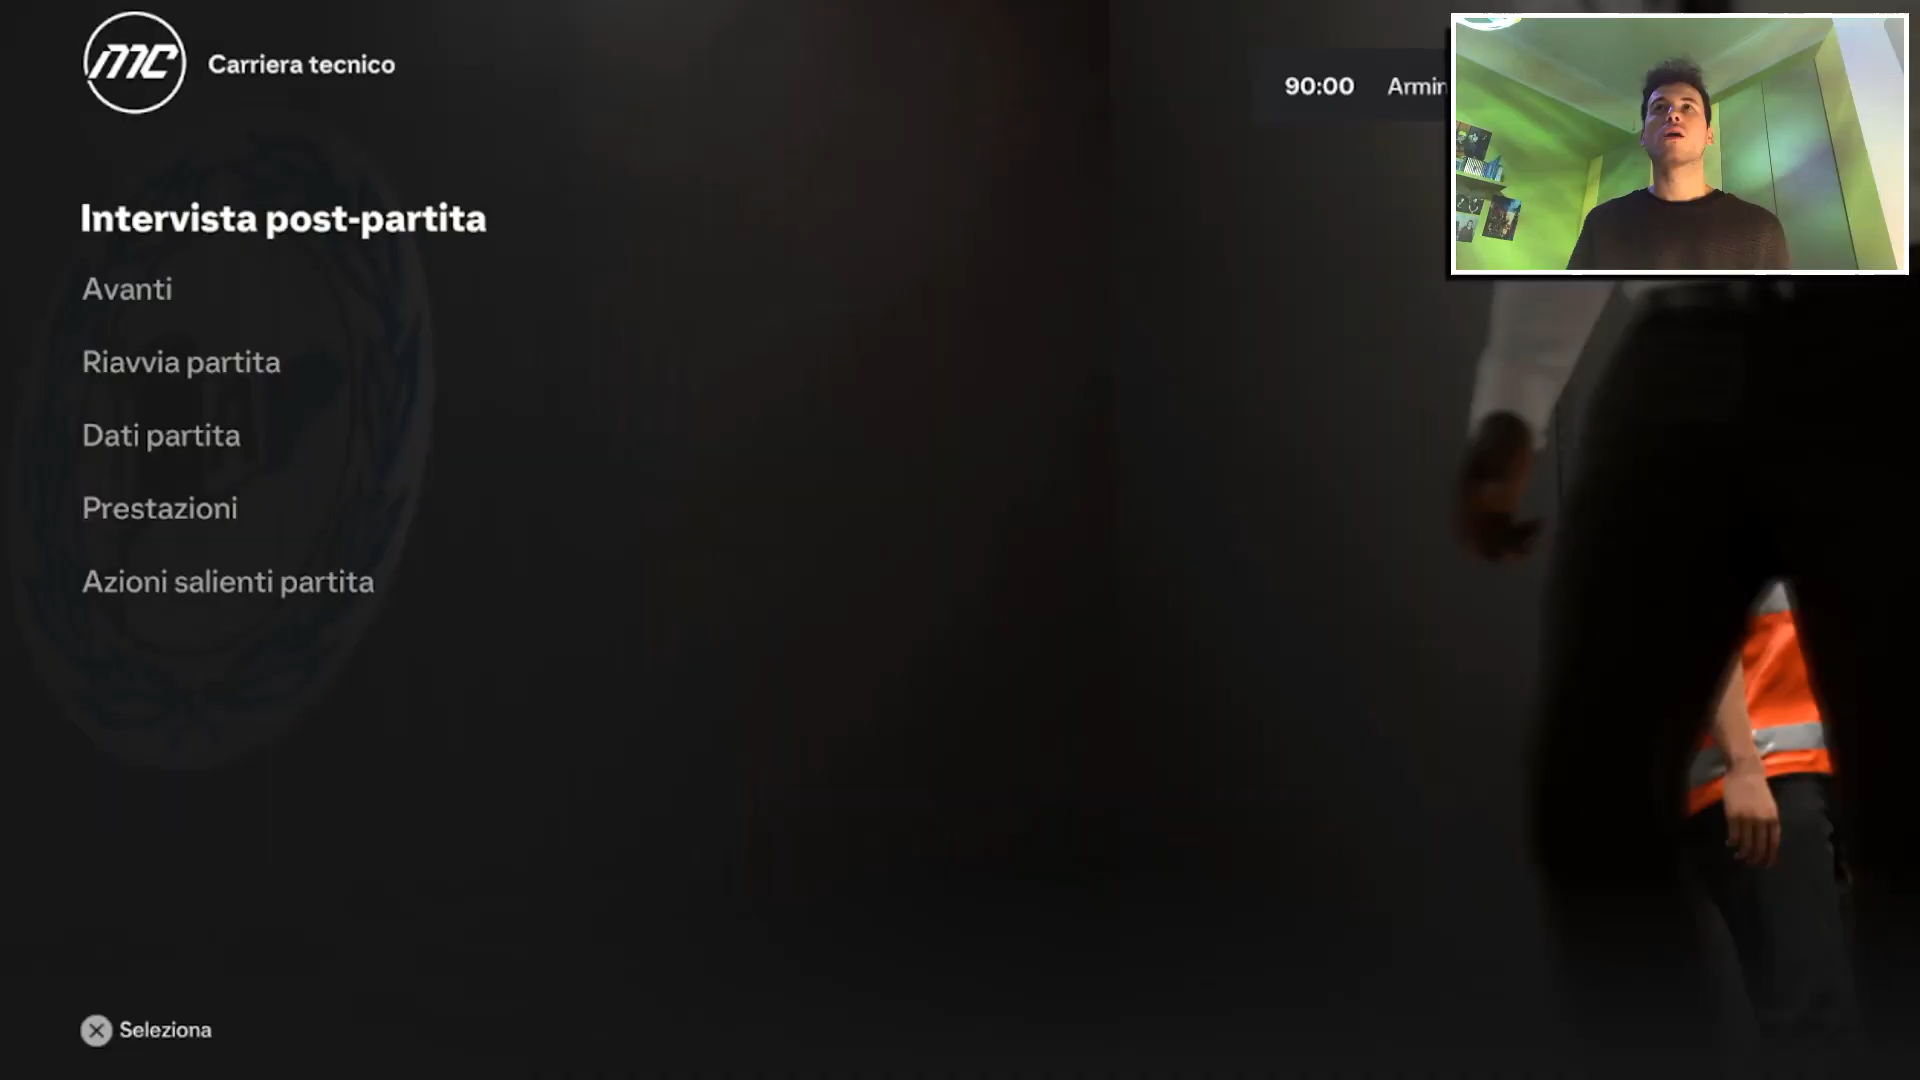 MC Carriera tecnico
90:00 Armin
Intervista post-partita
Avanti
Riavvia partita
Dati partita
Prestazioni
Azioni salienti partita
Seleziona